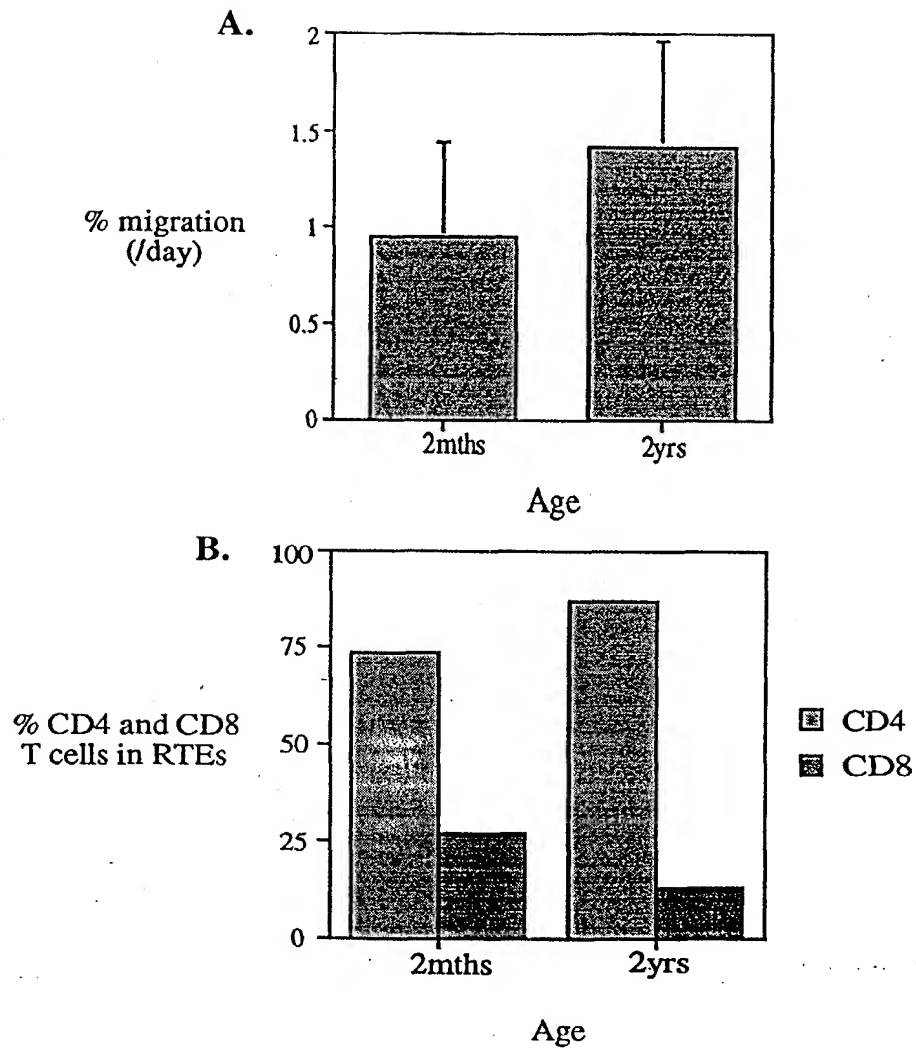 A.
2
1.5
1
0.5
0
% migration
(/day)
2mths
2yrs
Age
B.
100
75
50
25
0
% CD4 and CD8
T cells in RTEs
CD4
CD8
2mths
2yrs
Age